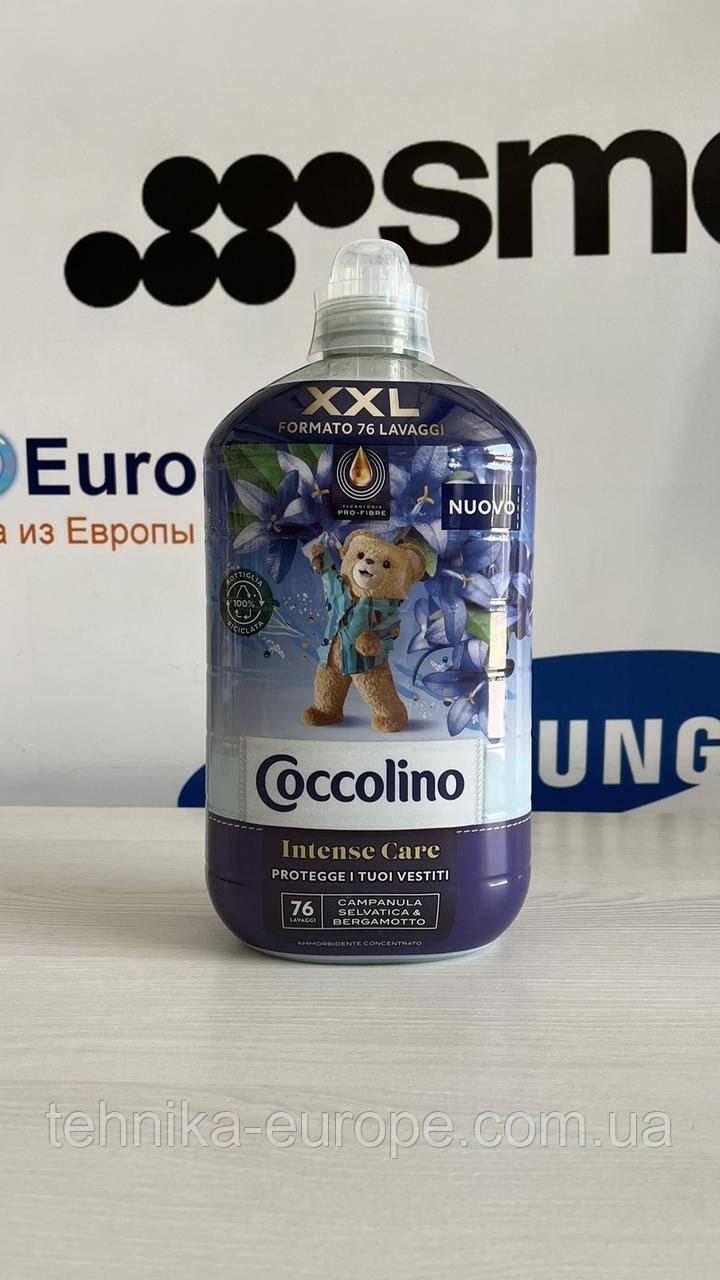 sme
Euro
а из Европы
UNG
XXL
FORMATO 76 LAVAGGI
TECNOLOGIA
PRO-FIBRE
NUOVO
BOTTIGLIA
100%
RICICLATA
Coccolino
Intense Care
PROTEGGE I TUOI VESTITI
76
LAVAGGI
CAMPANULA
SELVATICA &
BERGAMOTTO
AMMORBIDENTE CONCENTRATO
tehnika-europe.com.ua